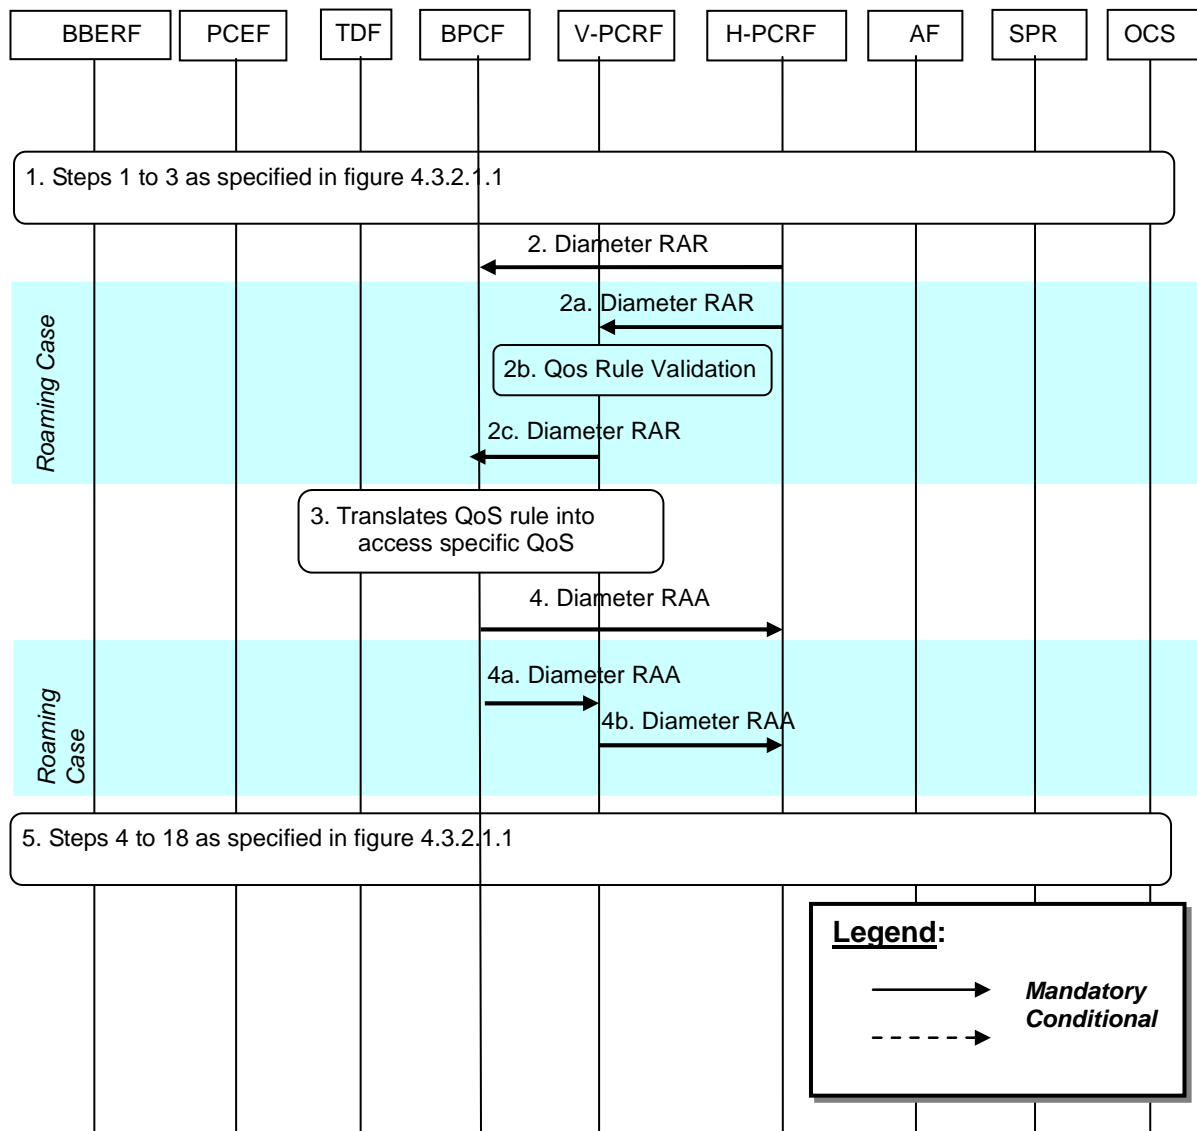 BBERF PCEF TDF BPCF V-PCRF H-PCRF AF SPR OCS
1. Steps 1 to 3 as specified in figure 4.3.2.1.1
2. Diameter RAR
Roaming Case
2a. Diameter RAR
2b. Qos Rule Validation
2c. Diameter RAR
3. Translates QoS rule into
access specific QoS
4. Diameter RAA
Roaming
Case
4a. Diameter RAA
4b. Diameter RAA
5. Steps 4 to 18 as specified in figure 4.3.2.1.1
Legend:
Mandatory
Conditional